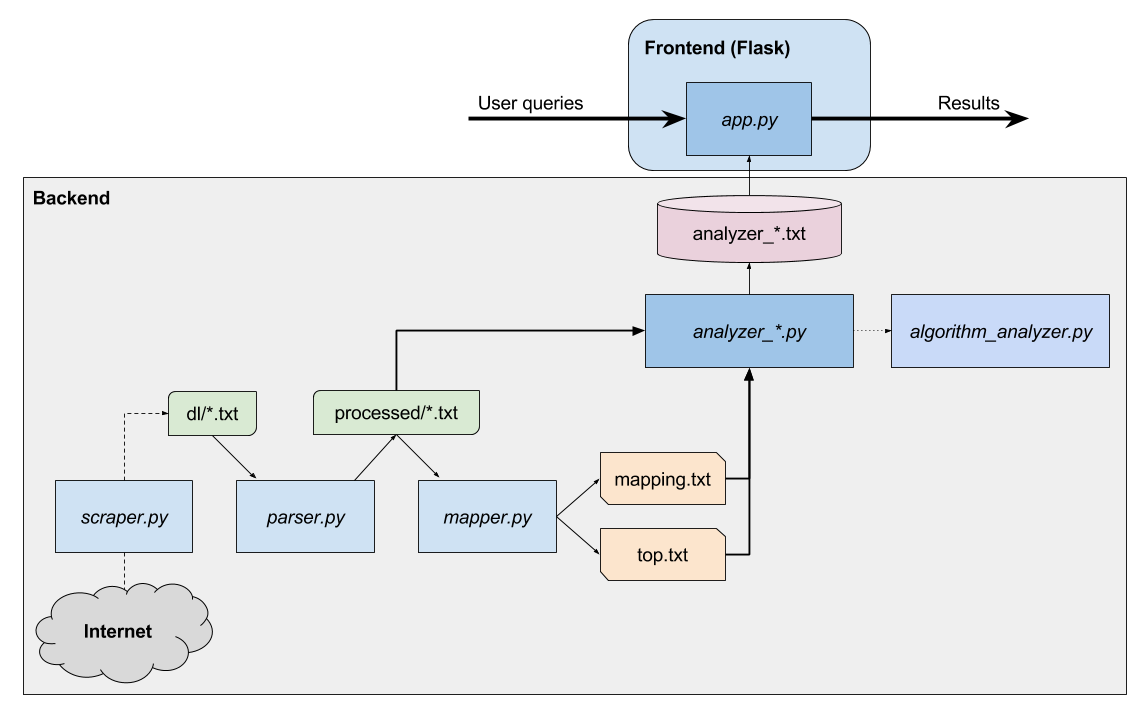 Frontend (Flask)
User queries
app.py
Results
Backend
analyzer_*.txt
analyzer_*.py
algorithm_analyzer.py
dl/*.txt
processed/*.txt
scraper.py
parser.py
mapper.py
mapping.txt
top.txt
Internet